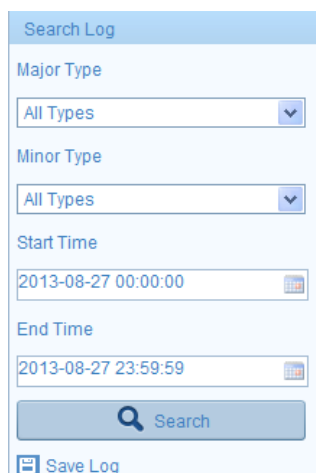 Search Log
Major Type
All Types
Minor Type
All Types
Start Time
2013-08-27 00:00:00
End Time
2013-08-27 23:59:59
Search
Save Log